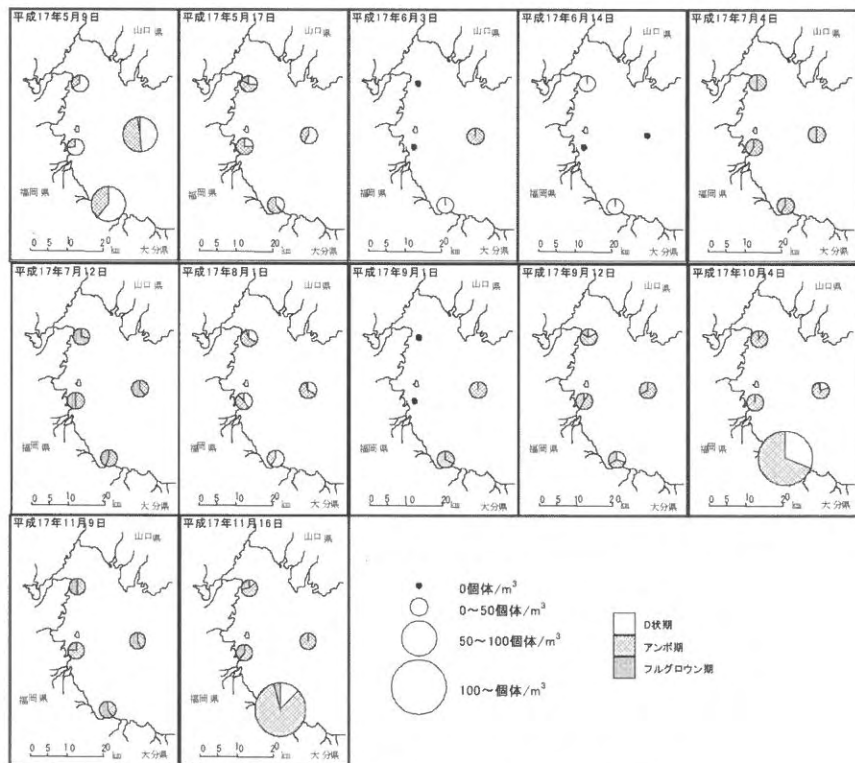 平成17年5月9日
山口県
福岡県
0 5 10 20
km
大分県
平成17年5月17日
山口県
福岡県
0 5 10 20
km
大分県
平成17年6月3日
山口県
福岡県
0 5 10 20
km
大分県
平成17年6月14日
山口県
福岡県
0 5 10 20
km
大分県
平成17年7月4日
山口県
福岡県
0 5 10 20
km
大分県
平成17年7月12日
山口県
福岡県
0 5 10 20
km
大分県
平成17年8月1日
山口県
福岡県
0 5 10 20
km
大分県
平成17年9月1日
山口県
福岡県
0 5 10 20
km
大分県
平成17年9月12日
山口県
福岡県
0 5 10 20
km
大分県
平成17年10月4日
山口県
福岡県
0 5 10 20
km
大分県
平成17年11月9日
山口県
福岡県
0 5 10 20
km
大分県
平成17年11月16日
山口県
福岡県
0 5 10 20
km
大分県
0個体/m³
0～50個体/m³
50～100個体/m³
100～個体/m³
D状期
アンボ期
フルグロウン期